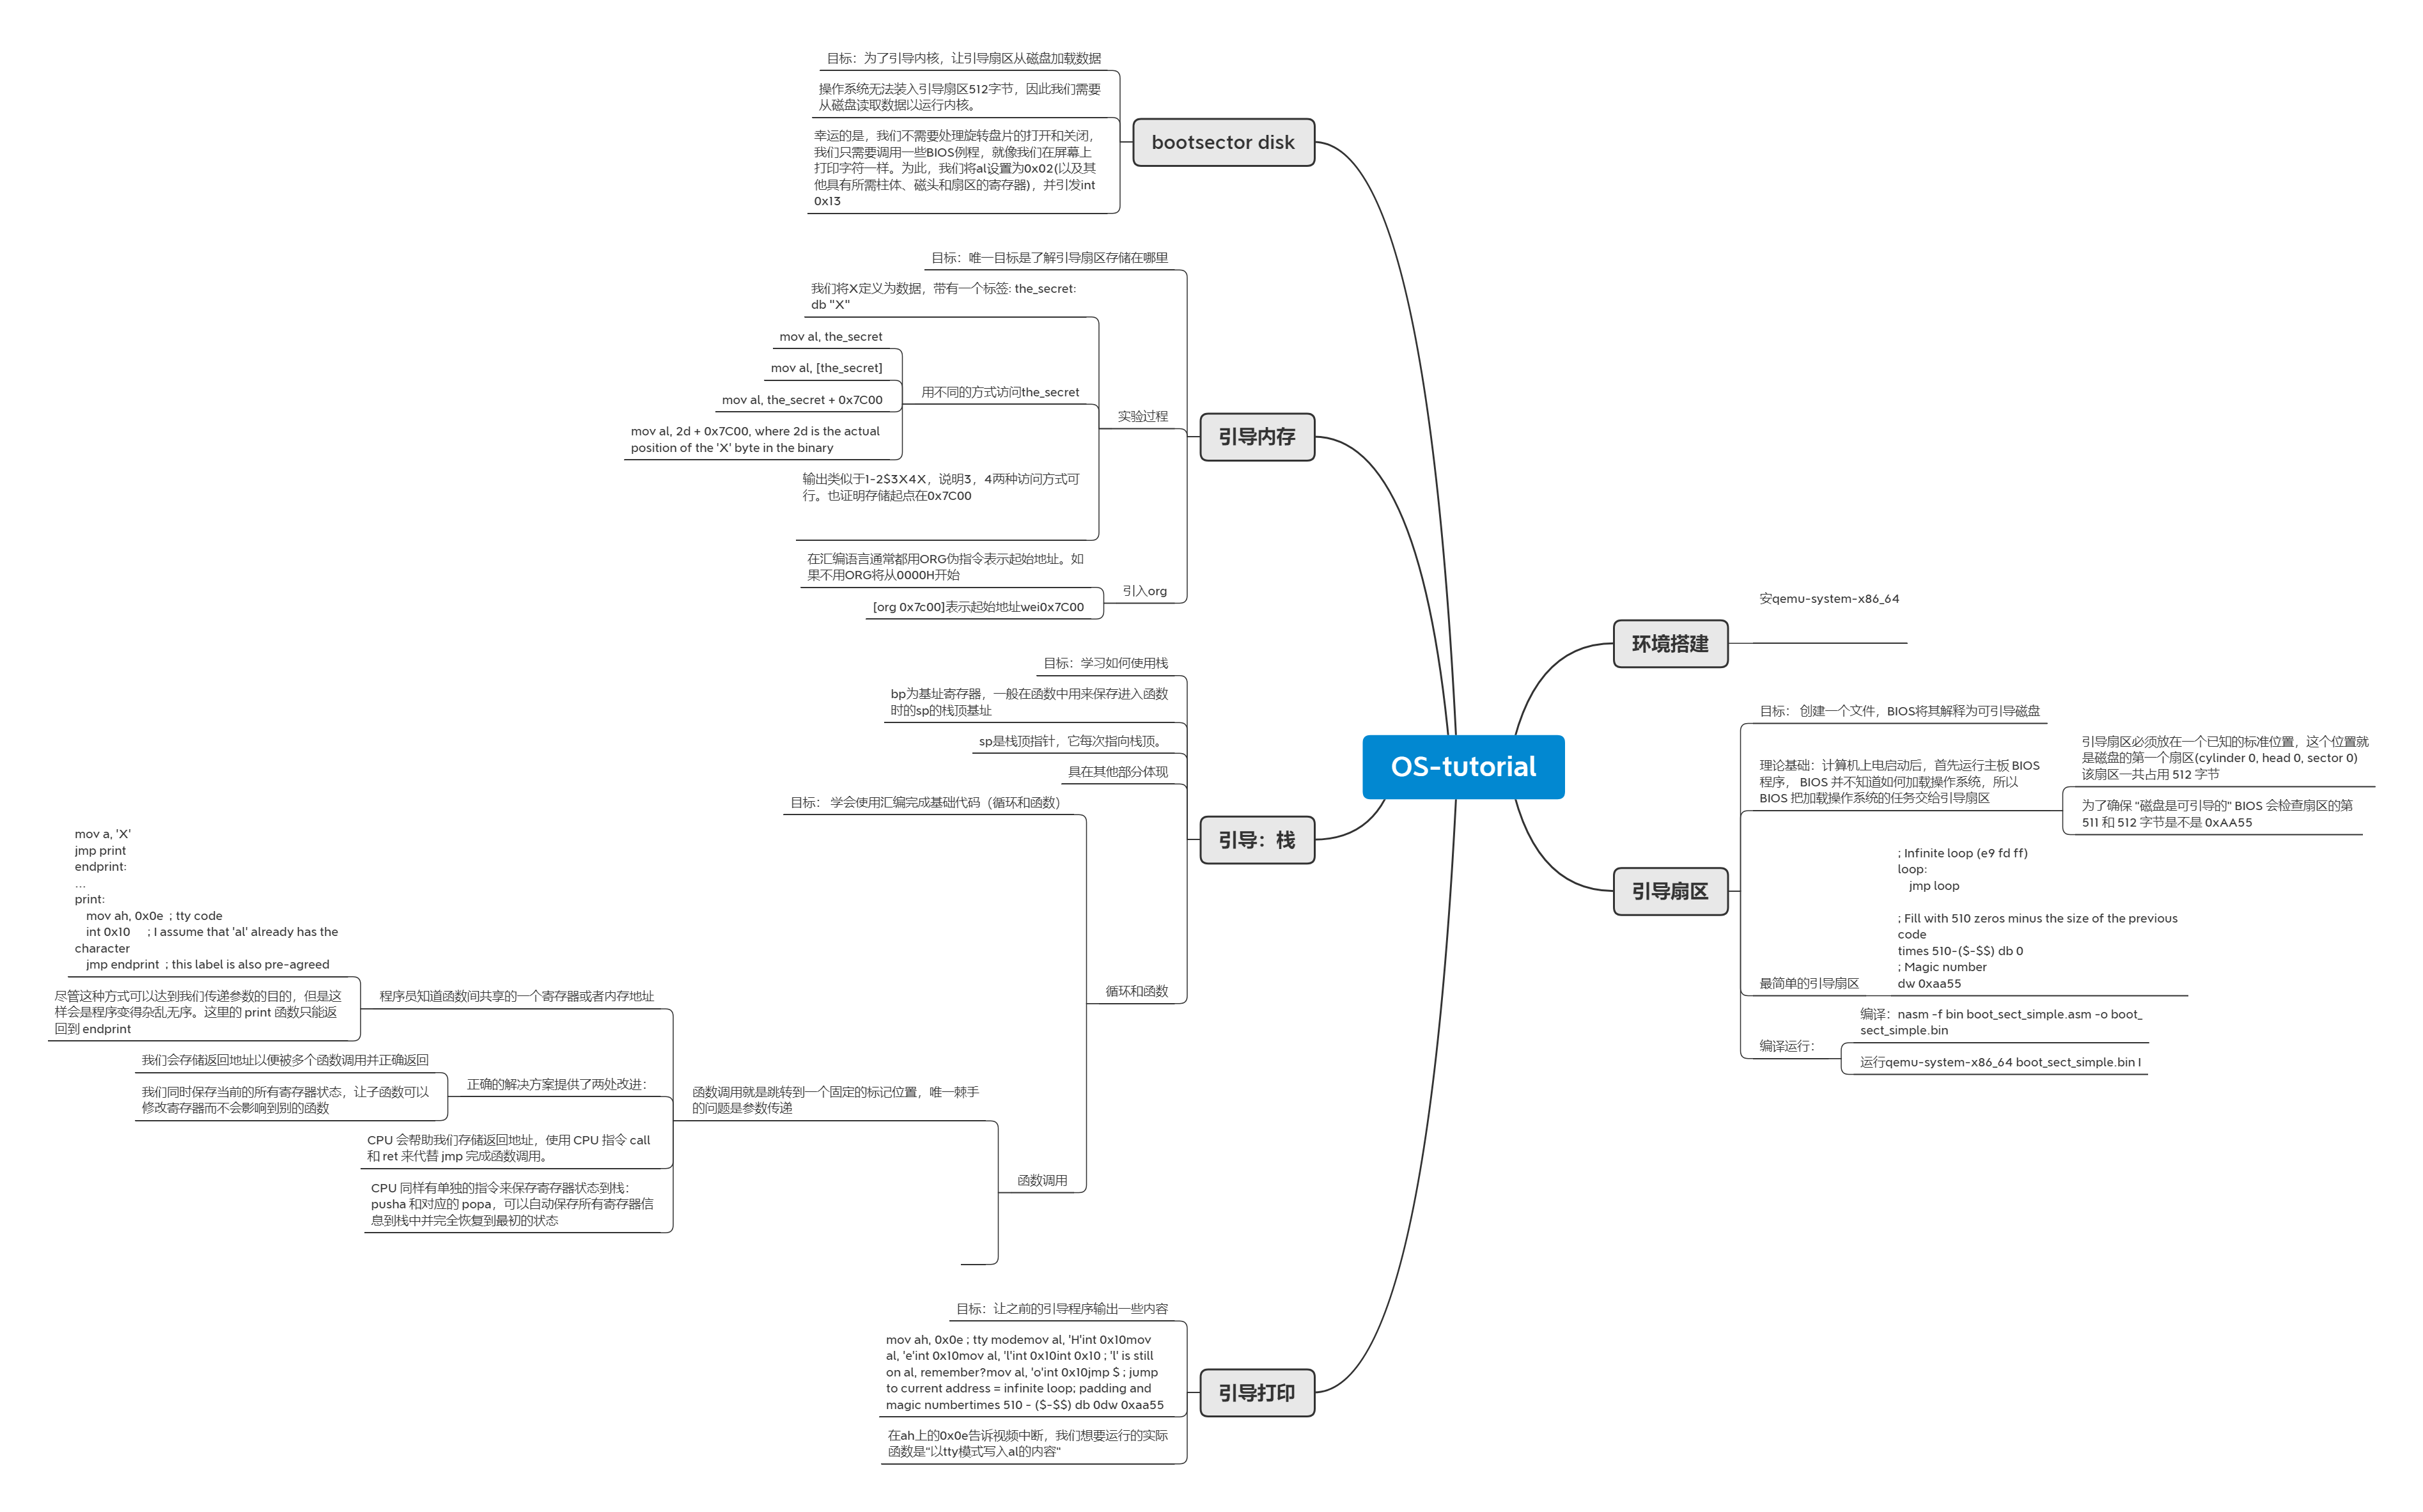 OS-tutorial
环境搭建
安qemu-system-x86_64
引导扇区
目标： 创建一个文件，BIOS将其解释为可引导磁盘
理论基础：计算机上电启动后，首先运行主板 BIOS
程序， BIOS 并不知道如何加载操作系统，所以
BIOS 把加载操作系统的任务交给引导扇区
引导扇区必须放在一个已知的标准位置，这个位置就
是磁盘的第一个扇区(cylinder 0, head 0, sector 0)
该扇区一共占用 512 字节
为了确保 "磁盘是可引导的" BIOS 会检查扇区的第
511 和 512 字节是不是 0xAA55
最简单的引导扇区
; Infinite loop (e9 fd ff)
loop:
jmp loop
; Fill with 510 zeros minus the size of the previous
code
times 510-($-$$) db 0
; Magic number
dw 0xaa55
编译运行：
编译：nasm -f bin boot_sect_simple.asm -o boot_
sect_simple.bin
运行qemu-system-x86_64 boot_sect_simple.bin I
bootsector disk
目标：为了引导内核，让引导扇区从磁盘加载数据
操作系统无法装入引导扇区512字节，因此我们需要
从磁盘读取数据以运行内核。
幸运的是，我们不需要处理旋转盘片的打开和关闭，
我们只需要调用一些BIOS例程，就像我们在屏幕上
打印字符一样。为此，我们将al设置为0x02(以及其
他具有所需柱体、磁头和扇区的寄存器)，并引发int
0x13
引导内存
目标：唯一目标是了解引导扇区存储在哪里
实验过程
我们将X定义为数据，带有一个标签: the_secret:
db "X"
用不同的方式访问the_secret
mov al, the_secret
mov al, [the_secret]
mov al, the_secret + 0x7C00
mov al, 2d + 0x7C00, where 2d is the actual
position of the 'X' byte in the binary
输出类似于1-2$3X4X，说明3，4两种访问方式可
行。也证明存储起点在0x7C00
引入org
在汇编语言通常都用ORG伪指令表示起始地址。如
果不用ORG将从0000H开始
[org 0x7c00]表示起始地址wei0x7C00
引导：栈
目标：学习如何使用栈
bp为基址寄存器，一般在函数中用来保存进入函数
时的sp的栈顶基址
sp是栈顶指针，它每次指向栈顶。
具在其他部分体现
循环和函数
目标： 学会使用汇编完成基础代码（循环和函数）
函数调用
函数调用就是跳转到一个固定的标记位置，唯一棘手
的问题是参数传递
程序员知道函数间共享的一个寄存器或者内存地址
mov a, 'X'
jmp print
endprint:
...
print:
mov ah, 0x0e ; tty code
int 0x10 ; I assume that 'al' already has the
character
jmp endprint ; this label is also pre-agreed
尽管这种方式可以达到我们传递参数的目的，但是这
样会是程序变得杂乱无序。这里的 print 函数只能返
回到 endprint
正确的解决方案提供了两处改进：
我们会存储返回地址以便被多个函数调用并正确返回
我们同时保存当前的所有寄存器状态，让子函数可以
修改寄存器而不会影响到别的函数
CPU 会帮助我们存储返回地址，使用 CPU 指令 call
和 ret 来代替 jmp 完成函数调用。
CPU 同样有单独的指令来保存寄存器状态到栈：
pusha 和对应的 popa，可以自动保存所有寄存器信
息到栈中并完全恢复到最初的状态
引导打印
目标：让之前的引导程序输出一些内容
mov ah, 0x0e ; tty modemov al, 'H'int 0x10mov
al, 'e'int 0x10mov al, 'l'int 0x10int 0x10 ; 'l' is still
on al, remember?mov al, 'o'int 0x10jmp $ ; jump
to current address = infinite loop; padding and
magic numbertimes 510 - ($-$$) db 0dw 0xaa55
在ah上的0x0e告诉视频中断，我们想要运行的实际
函数是“以tty模式写入al的内容”